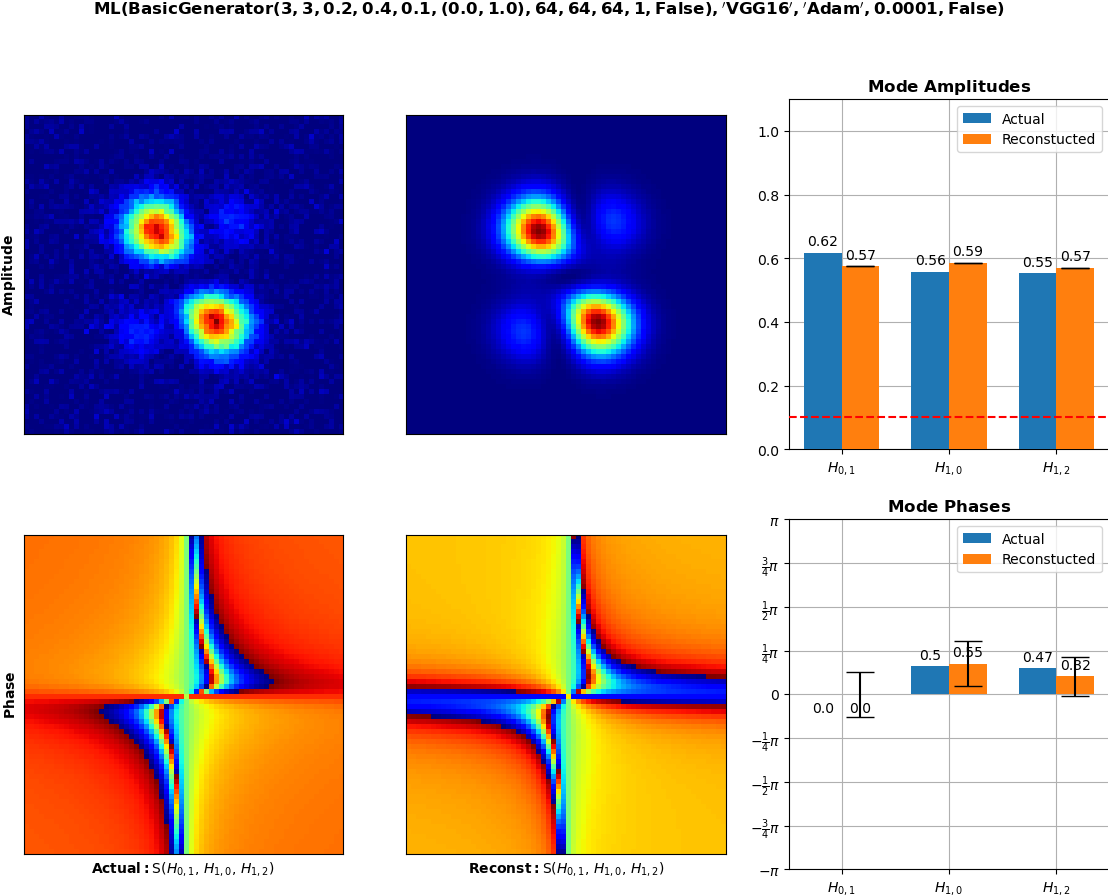 ML(BasicGenerator(3, 3, 0.2, 0.4, 0.1, (0.0, 1.0), 64, 64, 64, 1, False), ′VGG16′, ′Adam′, 0.0001, False)
Amplitude
Mode Amplitudes
Actual
Reconstucted
1.0
0.8
0.6
0.4
0.2
0.0
0.62
0.57
0.56
0.59
0.55
0.57
H0, 1
H1, 0
H1, 2
Phase
Actual: S(H0, 1, H1, 0, H1, 2)
Reconst: S(H0, 1, H1, 0, H1, 2)
Mode Phases
Actual
Reconstucted
π
3/4π
1/2π
1/4π
0
−1/4π
−1/2π
−3/4π
−π
0.0
0.0
0.5
0.55
0.47
0.32
H0, 1
H1, 0
H1, 2